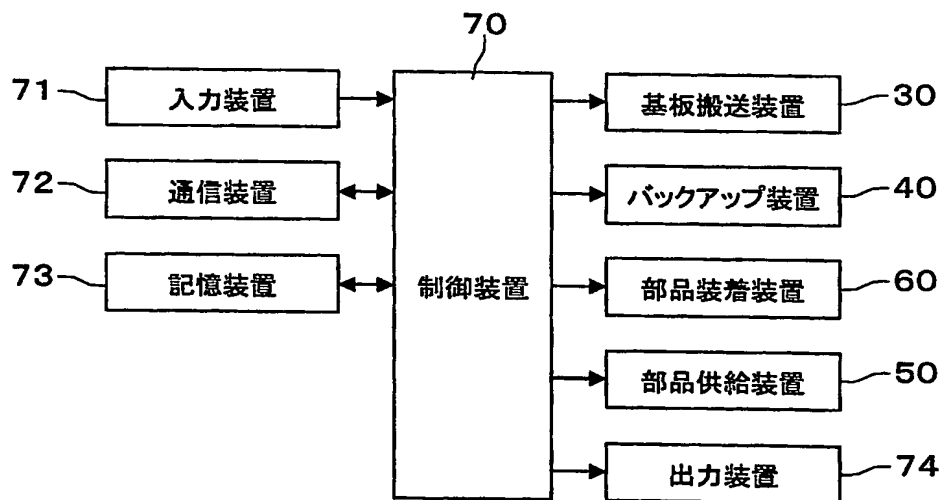 70
71
入力装置
72
通信装置
73
記憶装置
制御装置
基板搬送装置
30
バックアップ装置
40
部品装着装置
60
部品供給装置
50
出力装置
74